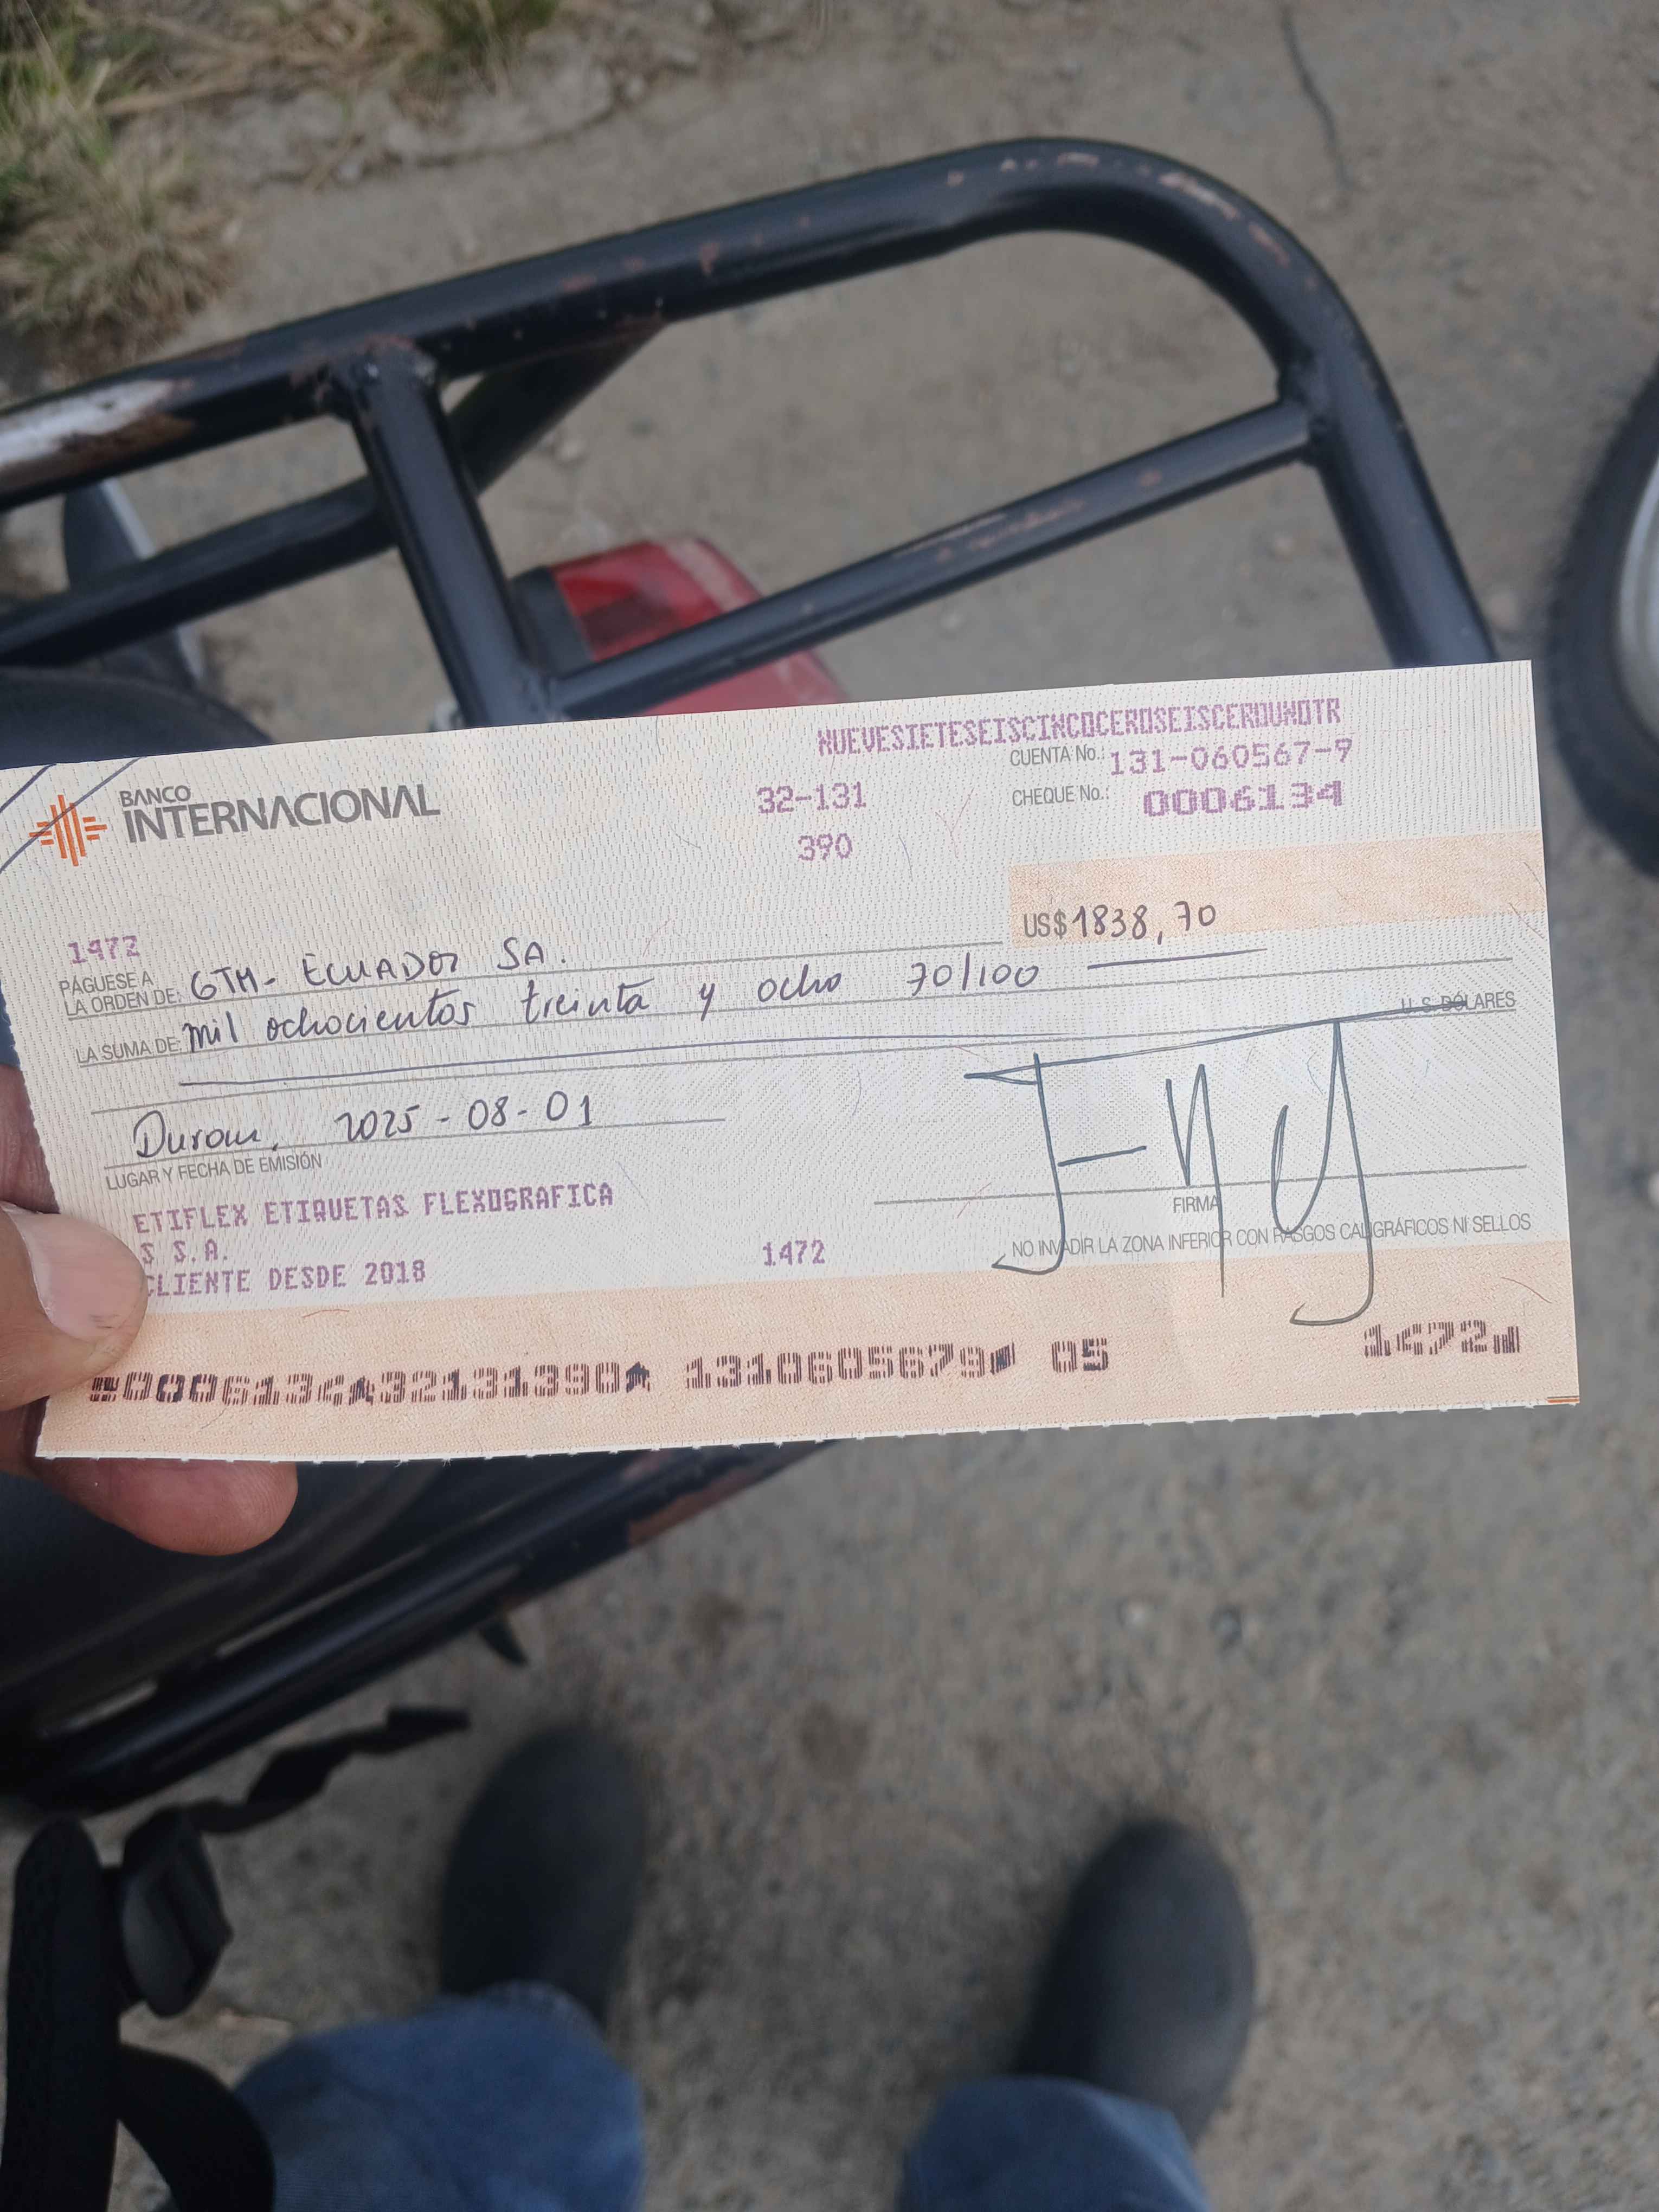 NUEVESIETESEISCINCOCEROSEISCEROUNOTR
BANCO
INTERNACIONAL
32-131
390
CUENTA No.: 131-060567-9
CHEQUE No.: 0006134
1472
US$ 1838,70
PÁGUESE A
LA ORDEN DE: GTM- ECUADOR SA.
LA SUMA DE: mil ochocientos treinta y ocho 70/100
U.S. DÓLARES
Duran, 2025-08-01
LUGAR Y FECHA DE EMISIÓN
FIRMA
NO INVADIR LA ZONA INFERIOR CON RASGOS CALIGRÁFICOS NI SELLOS
ETIFLEX ETIQUETAS FLEXOGRAFICA
S S.A.
CLIENTE DESDE 2018
1472
0006134 32131390 1310605679 05 1472